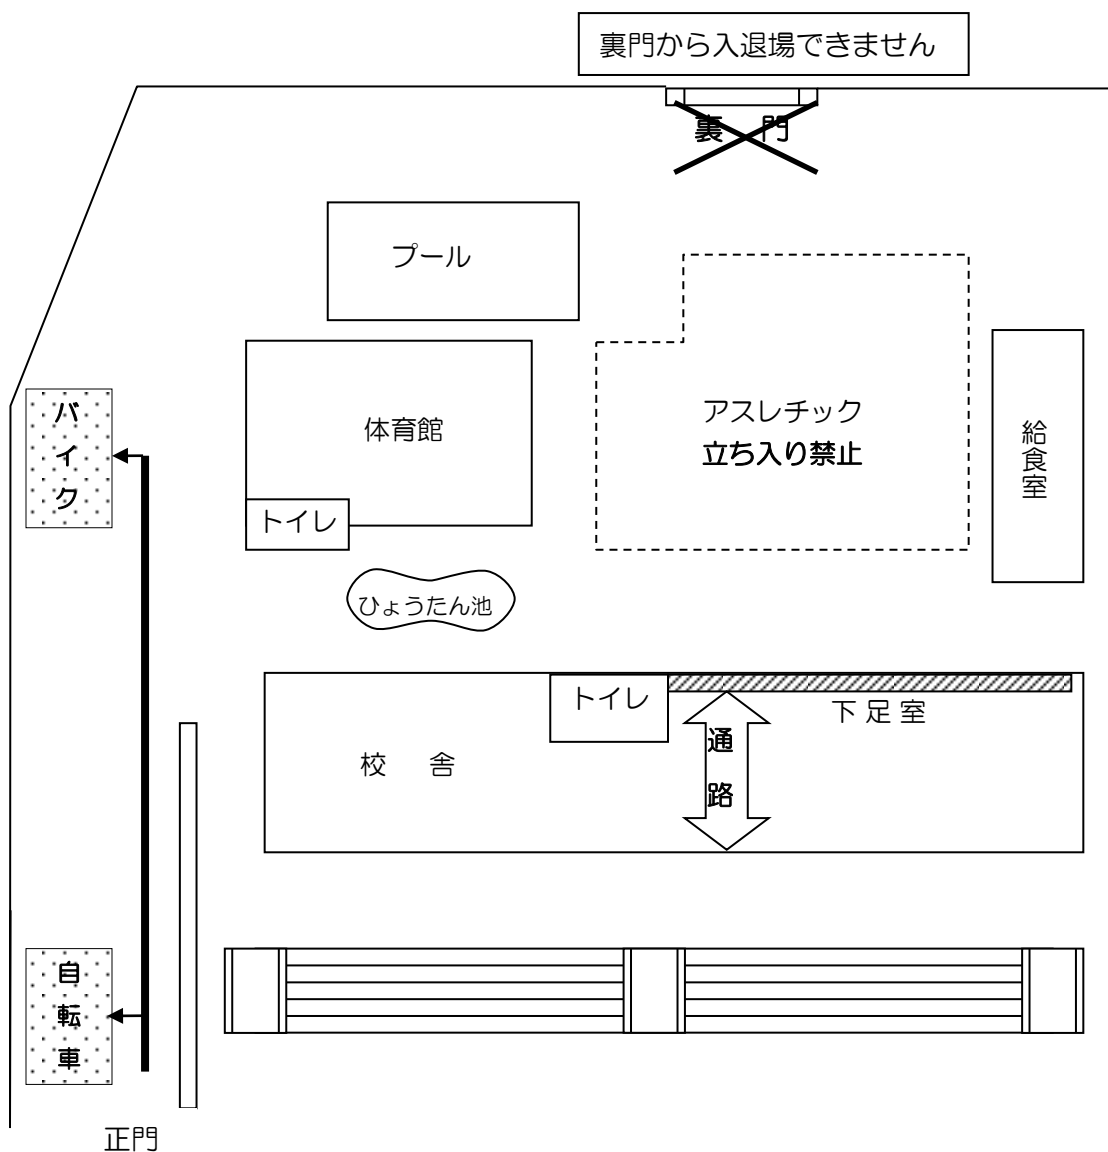 裏門から入退場できません
裏　門
プール
体育館
アスレチック
立ち入り禁止
給食室
バイク
トイレ
ひょうたん池
トイレ
下足室
通路
校　舎
自転車
正門